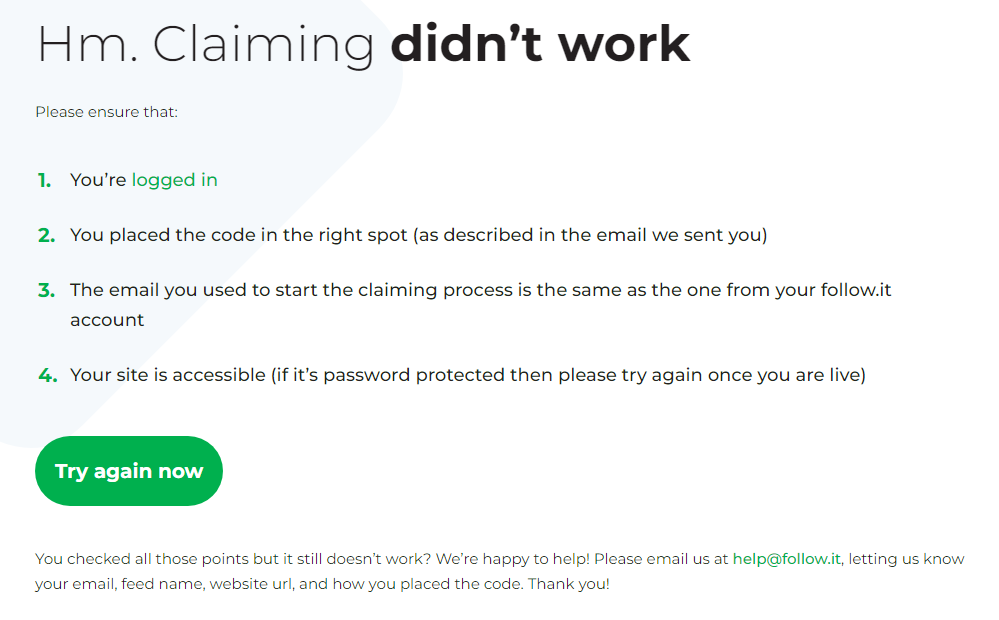 Hm. Claiming didn’t work
Please ensure that:
1. You’re logged in
2. You placed the code in the right spot (as described in the email we sent you)
3. The email you used to start the claiming process is the same as the one from your follow.it
account
4. Your site is accessible (if it’s password protected then please try again once you are live)
Try again now
You checked all those points but it still doesn’t work? We’re happy to help! Please email us at help@follow.it, letting us know
your email, feed name, website url, and how you placed the code. Thank you!